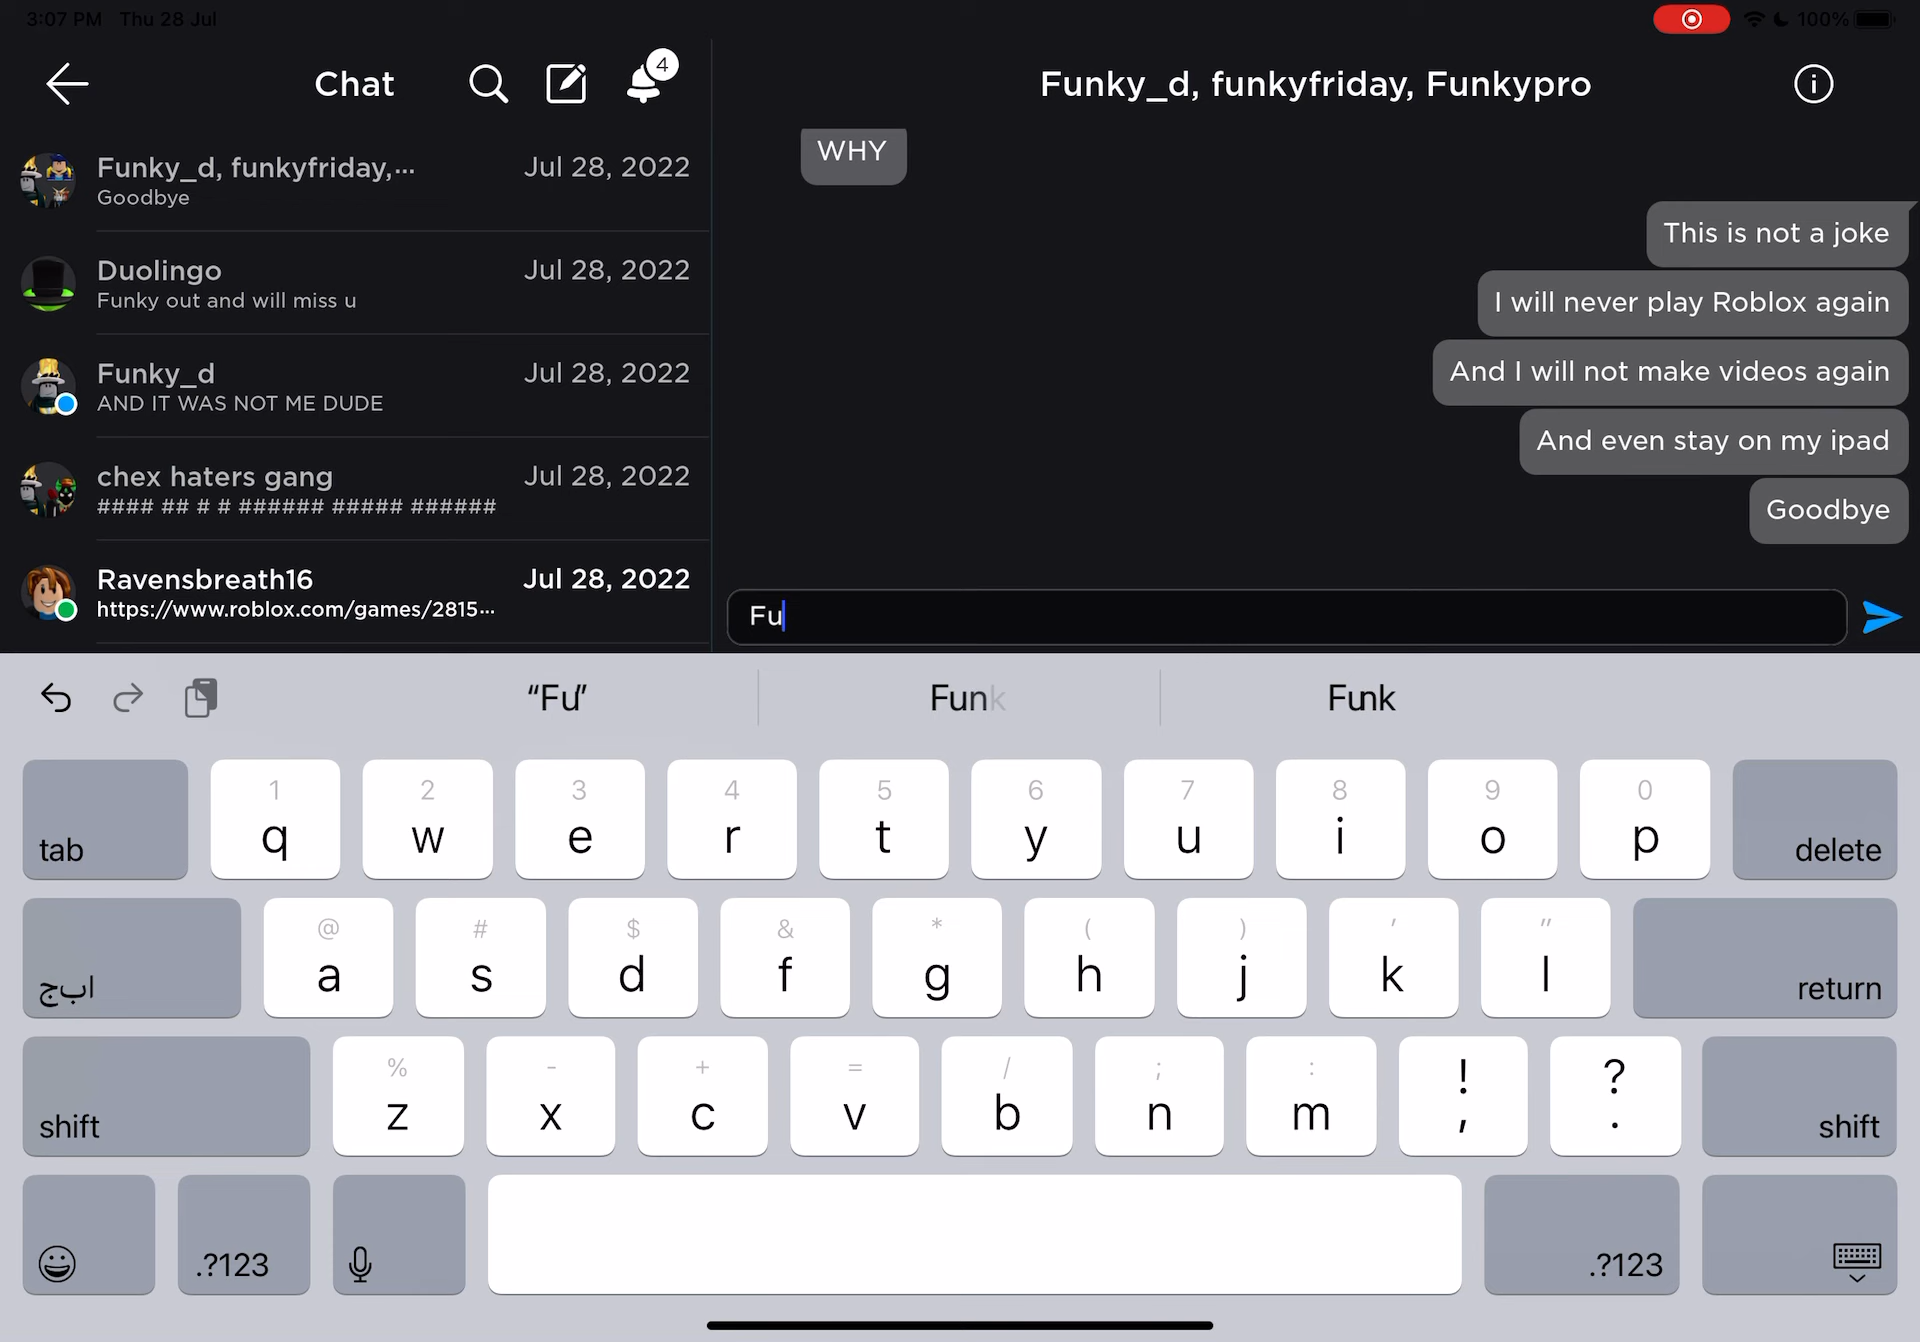 3:07 PM Thu 28 Jul
100%
Chat
4
Funky_d, funkyfriday, Funkypro
Funky_d, funkyfriday,...
Jul 28, 2022
Goodbye
Duolingo
Jul 28, 2022
Funky out and will miss u
Funky_d
Jul 28, 2022
AND IT WAS NOT ME DUDE
chex haters gang
Jul 28, 2022
#### ## # # ###### ##### ######
Ravensbreath16
Jul 28, 2022
https://www.roblox.com/games/2815...
WHY
This is not a joke
I will never play Roblox again
And I will not make videos again
And even stay on my ipad
Goodbye
Fu
“Fu” Funk Funk
1 2 3 4 5 6 7 8 9 0
tab q w e r t y u i o p delete
@ # $ & * ( ) ' "
ابج a s d f g h j k l return
% - + = / ; : ! ?
shift z x c v b n m , . shift
.?123 .?123